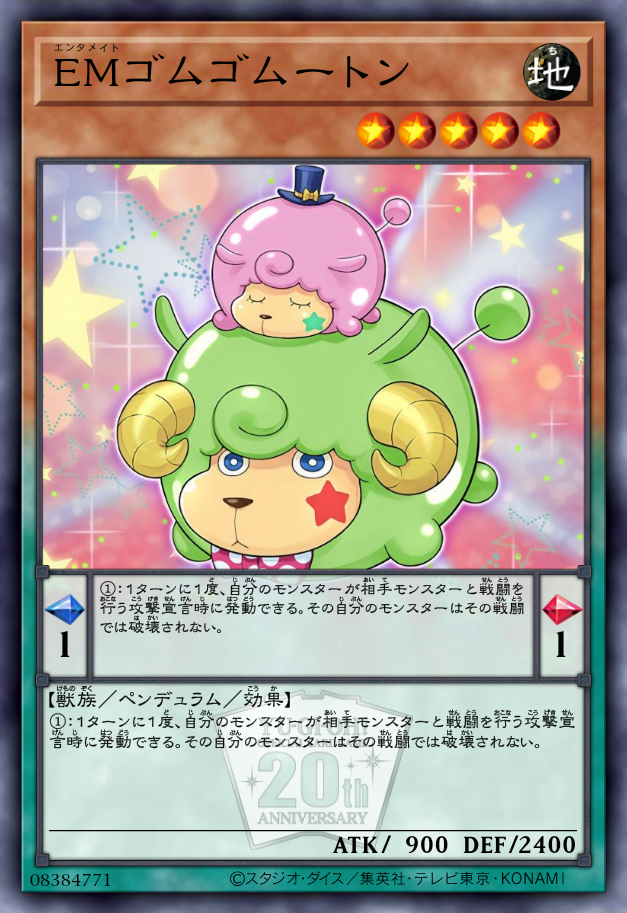 エンタメイト
EMゴムゴムートン
ち
地
①：1ターンに1度、自分のモンスターが相手モンスターと戦闘を
行う攻撃宣言時に発動できる。その自分のモンスターはその戦闘
では破壊されない。
1
1
【獣族／ペンデュラム／効果】
①：1ターンに1度、自分のモンスターが相手モンスターと戦闘を行う攻撃宣
言時に発動できる。その自分のモンスターはその戦闘では破壊されない。
20th
ANNIVERSARY
ATK/ 900 DEF/2400
08384771
©スタジオ・ダイス／集英社・テレビ東京・KONAMI